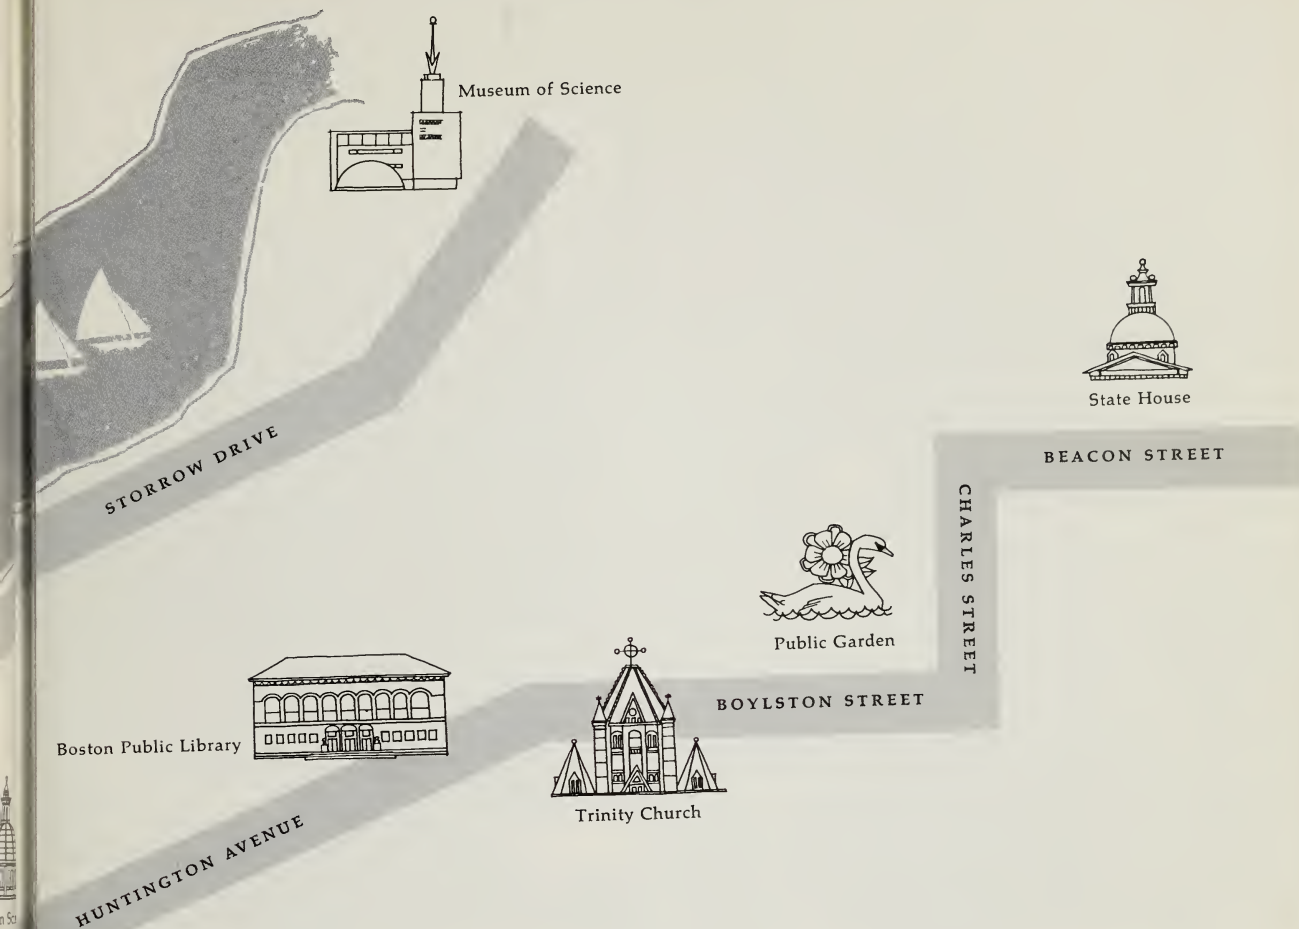 Museum of Science
State House
STORROW DRIVE
BEACON STREET
CHARLES STREET
Public Garden
BOYLSTON STREET
Boston Public Library
Trinity Church
HUNTINGTON AVENUE